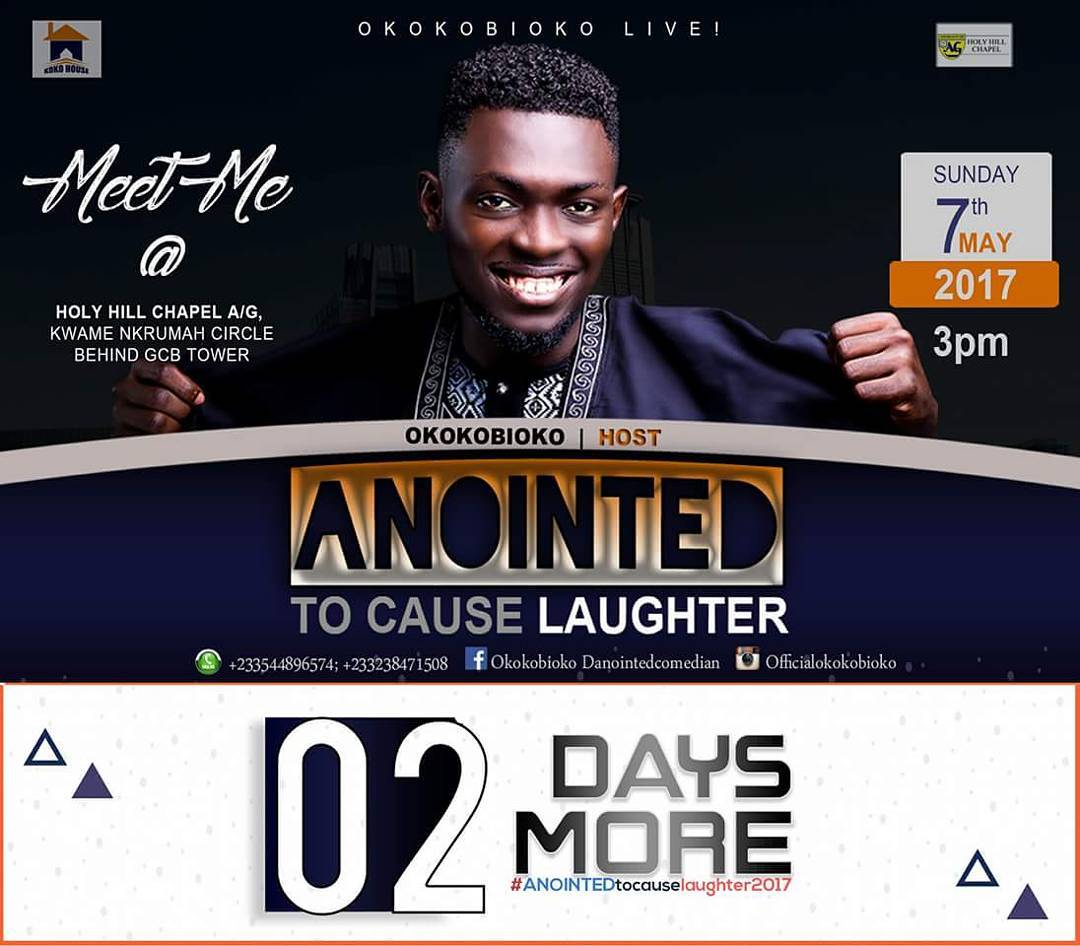 OKOKOBIOKO LIVE!
KOKO HOUSE
AG
HOLY HILL
CHAPEL
Meet Me
@
HOLY HILL CHAPEL A/G,
KWAME NKRUMAH CIRCLE
BEHIND GCB TOWER
SUNDAY
7th
MAY
2017
3pm
OKOKOBIOKO | HOST
ANOINTED
TO CAUSE LAUGHTER
+233544896574; +233238471508 Okokobioko Danointedcomedian Officialokokobioko
02
DAYS
MORE
#ANOINTEDtocauselaughter2017